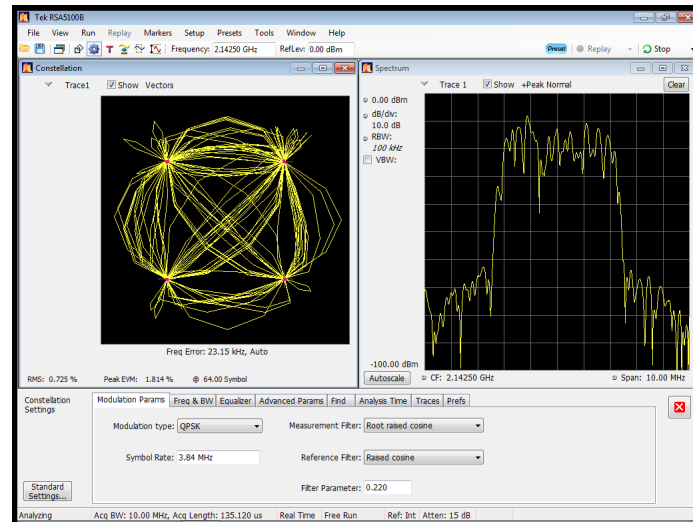 Tek RSA5100B
File View Run Replay Markers Setup Presets Tools Window Help
Frequency: 2.14250 GHz RefLev: 0.00 dBm Preset Replay Stop
Constellation
Trace1 Show Vectors
Freq Error: 23.15 kHz, Auto
RMS: 0.725 % Peak EVM: 1.814 % @ 64.00 Symbol
Spectrum
Trace 1 Show +Peak Normal Clear
0.00 dBm
dB/div:
10.0 dB
RBW:
100 kHz
VBW:
-100.00 dBm
Autoscale CF: 2.14250 GHz Span: 10.00 MHz
Constellation
Settings
Modulation Params Freq & BW Equalizer Advanced Params Find Analysis Time Traces Prefs
Modulation type: QPSK Measurement Filter: Root raised cosine
Symbol Rate: 3.84 MHz Reference Filter: Raised cosine
Filter Parameter: 0.220
Standard
Settings...
Analyzing Acq BW: 10.00 MHz, Acq Length: 135.120 us Real Time Free Run Ref: Int Atten: 15 dB